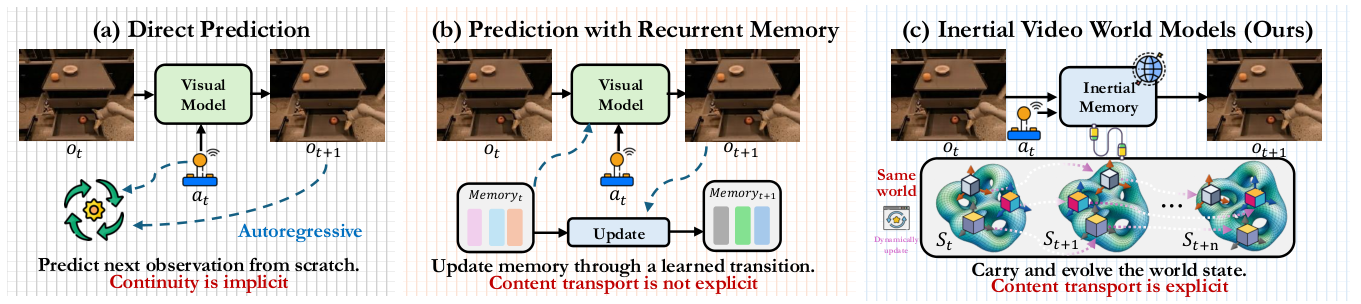 (a) Direct Prediction
Visual
Model
o_t
o_{t+1}
a_t
Autoregressive
Predict next observation from scratch.
Continuity is implicit
(b) Prediction with Recurrent Memory
Visual
Model
o_t
o_{t+1}
a_t
Memory_t
Memory_{t+1}
Update
Update memory through a learned transition.
Content transport is not explicit
(c) Inertial Video World Models (Ours)
Inertial
Memory
o_t
a_t
o_{t+1}
Same
world
Dynamically
update
S_t
S_{t+1}
...
S_{t+n}
Carry and evolve the world state.
Content transport is explicit